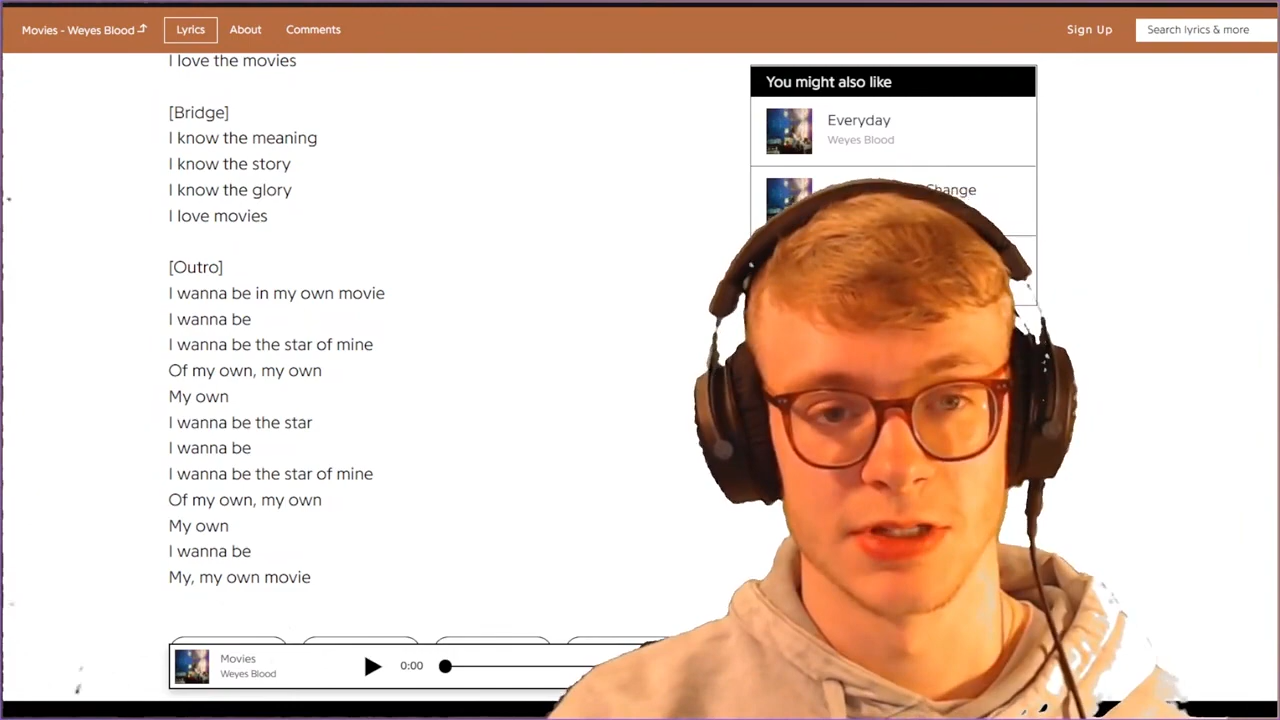 Movies - Weyes Blood
Lyrics
About
Comments
Sign Up
Search lyrics & more
I love the movies
[Bridge]
I know the meaning
I know the story
I know the glory
I love movies
[Outro]
I wanna be in my own movie
I wanna be
I wanna be the star of mine
Of my own, my own
My own
I wanna be the star
I wanna be
I wanna be the star of mine
Of my own, my own
My own
I wanna be
My, my own movie
You might also like
Everyday
Weyes Blood
Change
Movies
Weyes Blood
0:00